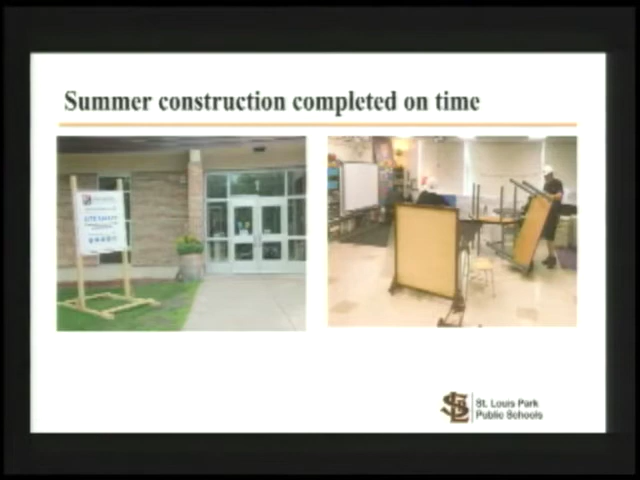 Summer construction completed on time
St. Louis Park
Public Schools